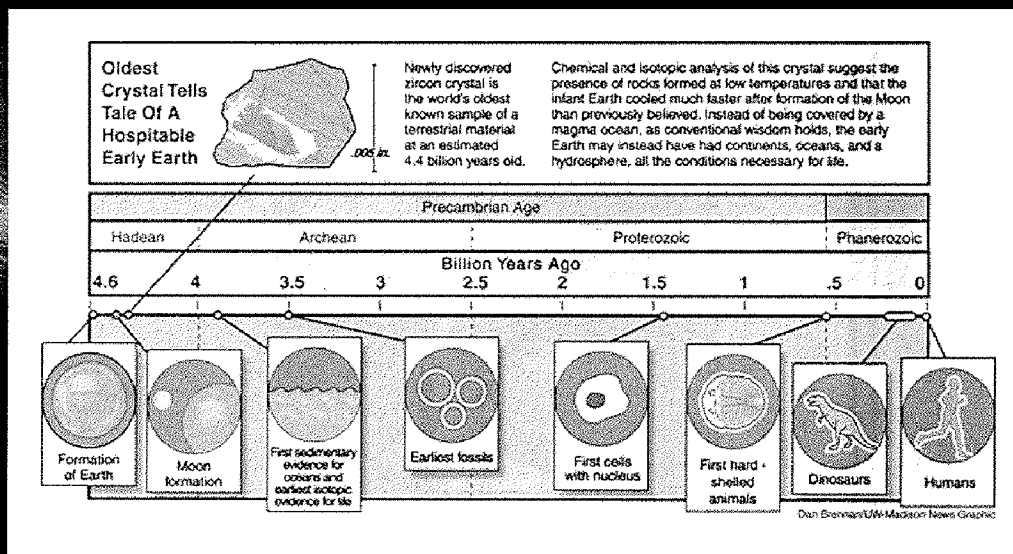 Oldest
Crystal Tells
Tale Of A
Hospitable
Early Earth
.005 in.
Newly discovered
zircon crystal is
the world's oldest
known sample of a
terrestrial material
at an estimated
4.4 billion years old.
Chemical and isotopic analysis of this crystal suggest the
presence of rocks formed at low temperatures and that the
infant Earth cooled much faster after formation of the Moon
than previously believed. Instead of being covered by a
magma ocean, as conventional wisdom holds, the early
Earth may instead have had continents, oceans, and a
hydrosphere, all the conditions necessary for life.
Precambrian Age
Hadean Archean Proterozoic Phanerozoic
Billion Years Ago
4.6 4 3.5 3 2.5 2 1.5 1 .5 0
Formation
of Earth
Moon
formation
First sedimentary
evidence for
oceans and
earliest isotopic
evidence for life
Earliest fossils
First cells
with nucleus
First hard -
shelled
animals
Dinosaurs
Humans
Dan Brennan/UW-Madison News Graphic